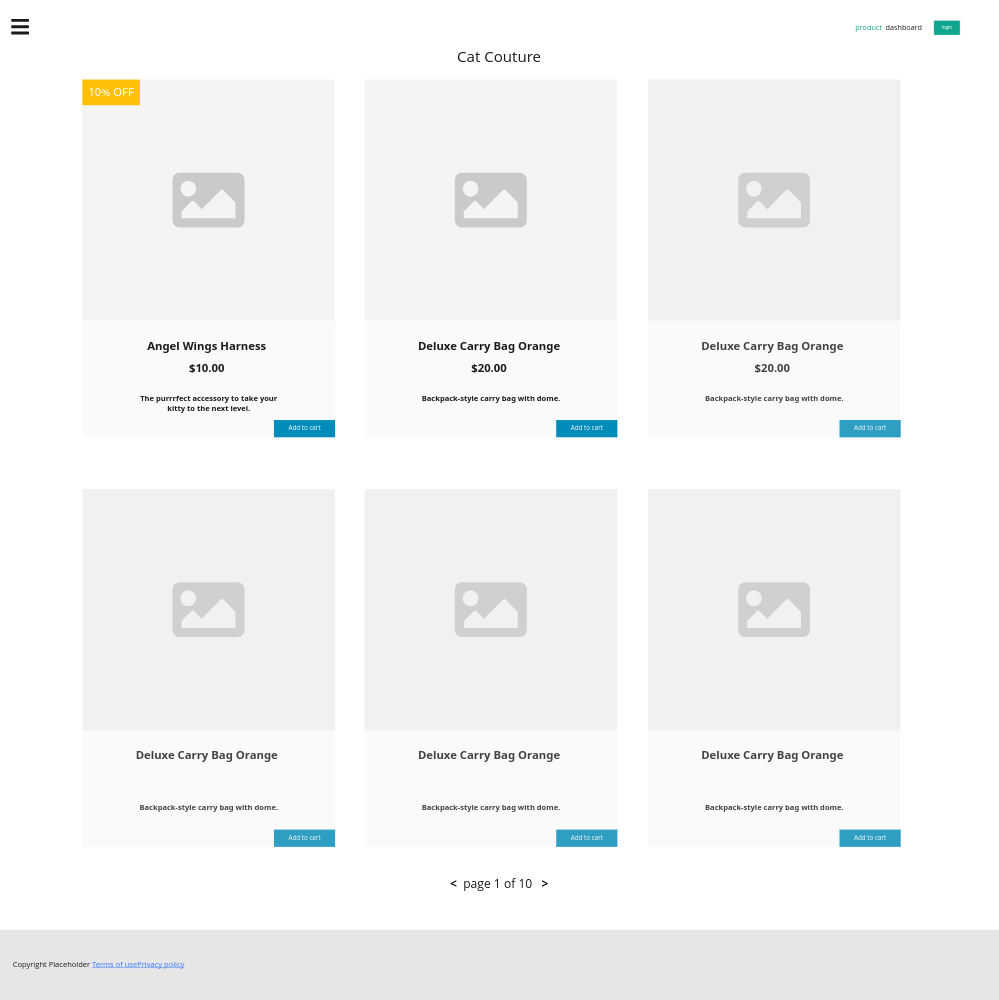 product dashboard login
Cat Couture
10% OFF
Angel Wings Harness
$10.00
The purrrfect accessory to take your
kitty to the next level.
Add to cart
Deluxe Carry Bag Orange
$20.00
Backpack-style carry bag with dome.
Add to cart
Deluxe Carry Bag Orange
$20.00
Backpack-style carry bag with dome.
Add to cart
Deluxe Carry Bag Orange
Backpack-style carry bag with dome.
Add to cart
Deluxe Carry Bag Orange
Backpack-style carry bag with dome.
Add to cart
Deluxe Carry Bag Orange
Backpack-style carry bag with dome.
Add to cart
< page 1 of 10 >
Copyright Placeholder Terms of usePrivacy policy